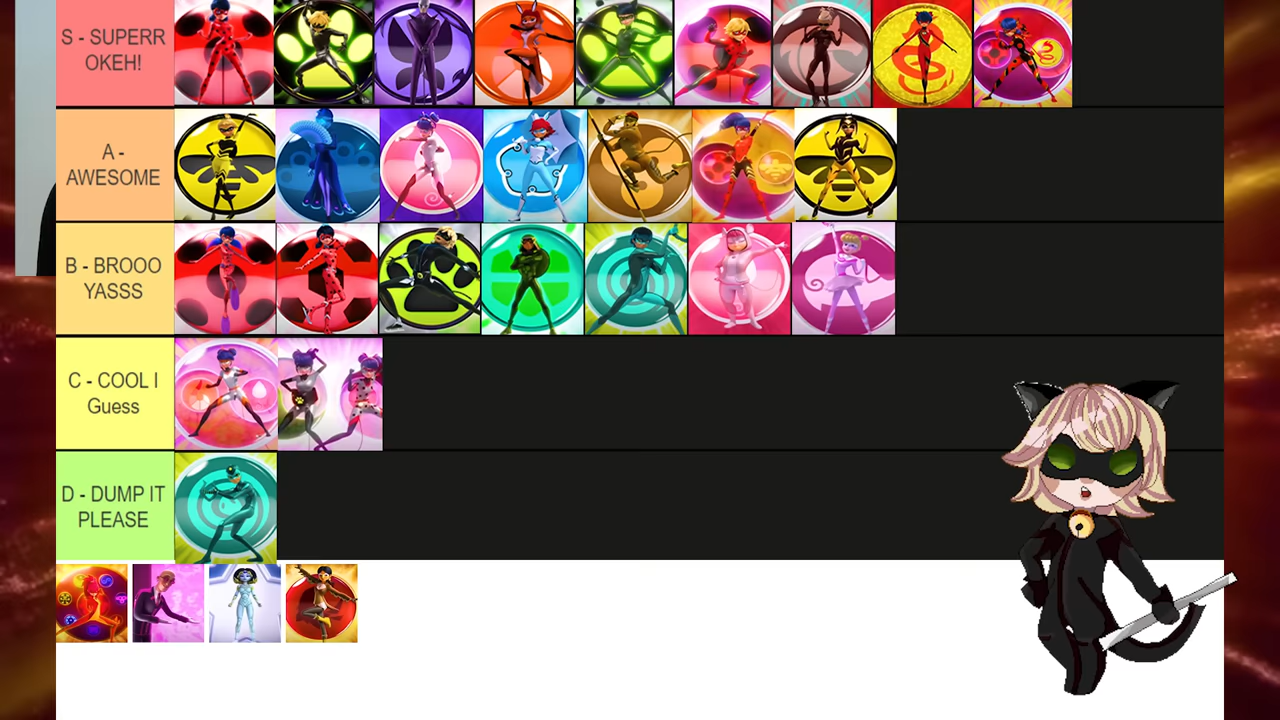 S - SUPERR
OKEH!
A -
AWESOME
B - BROOO
YASSS
C - COOL I
Guess
D - DUMP IT
PLEASE